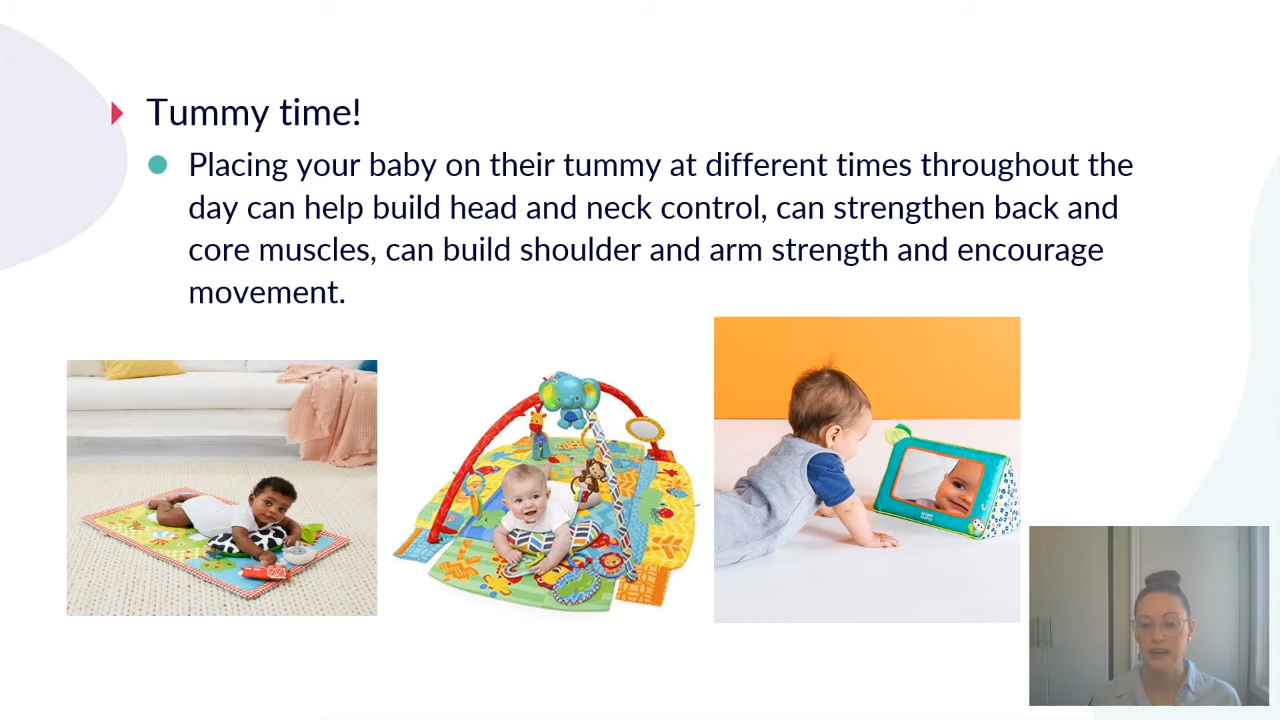 Tummy time!
Placing your baby on their tummy at different times throughout the
day can help build head and neck control, can strengthen back and
core muscles, can build shoulder and arm strength and encourage
movement.